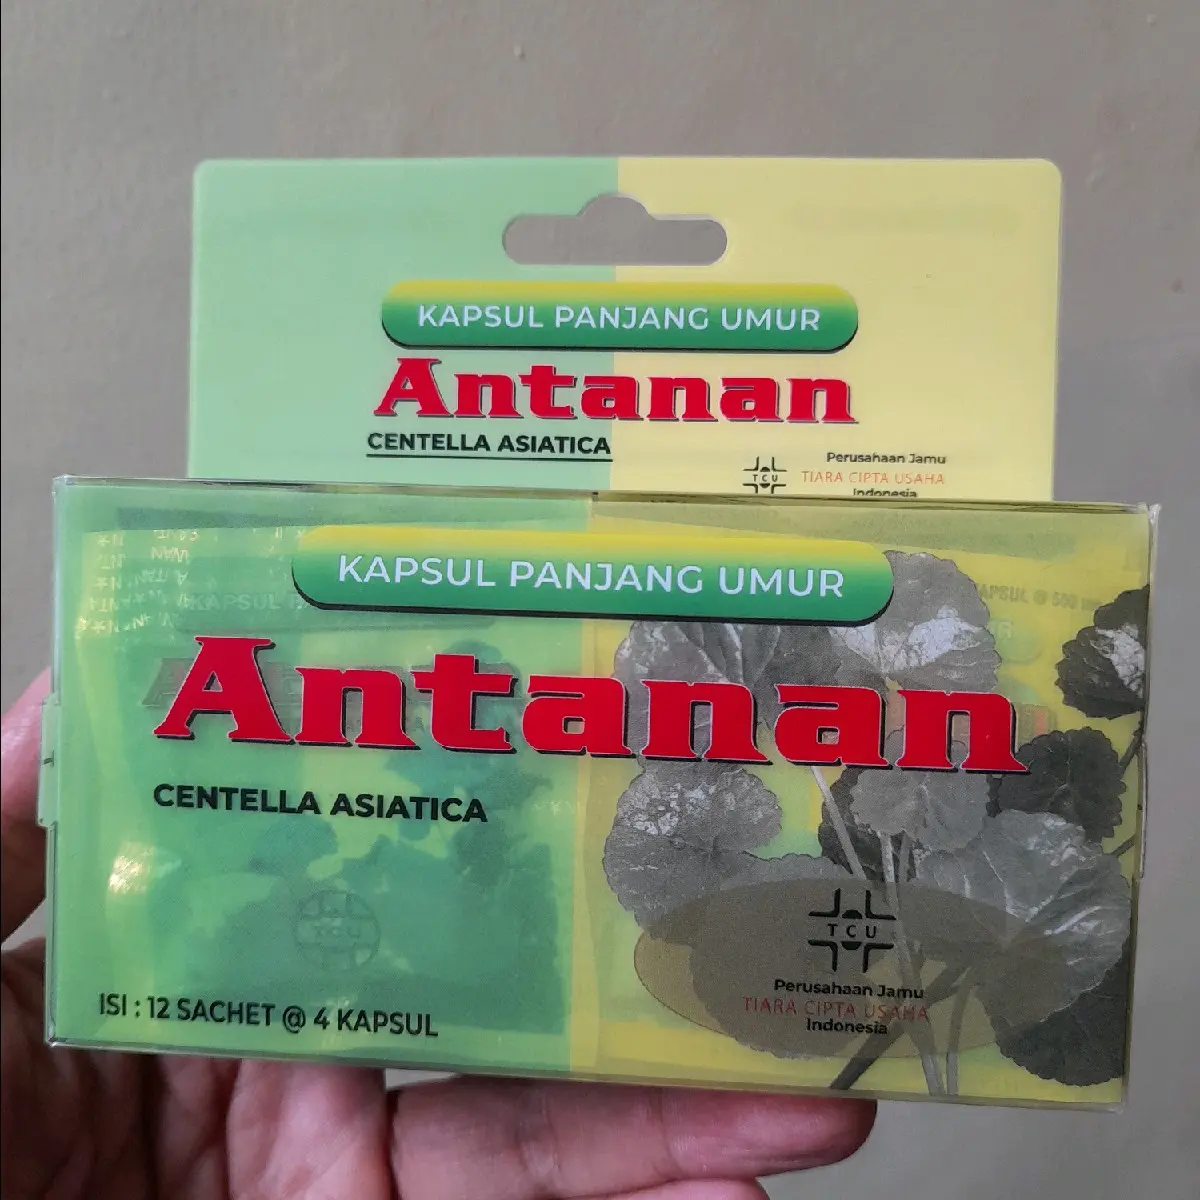 KAPSUL PANJANG UMUR
Antanan
CENTELLA ASIATICA
TCU
Perusahaan Jamu
TIARA CIPTA USAHA
Indonesia
KAPSUL PANJANG UMUR
Antanan
CENTELLA ASIATICA
ISI : 12 SACHET @ 4 KAPSUL
TCU
Perusahaan Jamu
TIARA CIPTA USAHA
Indonesia